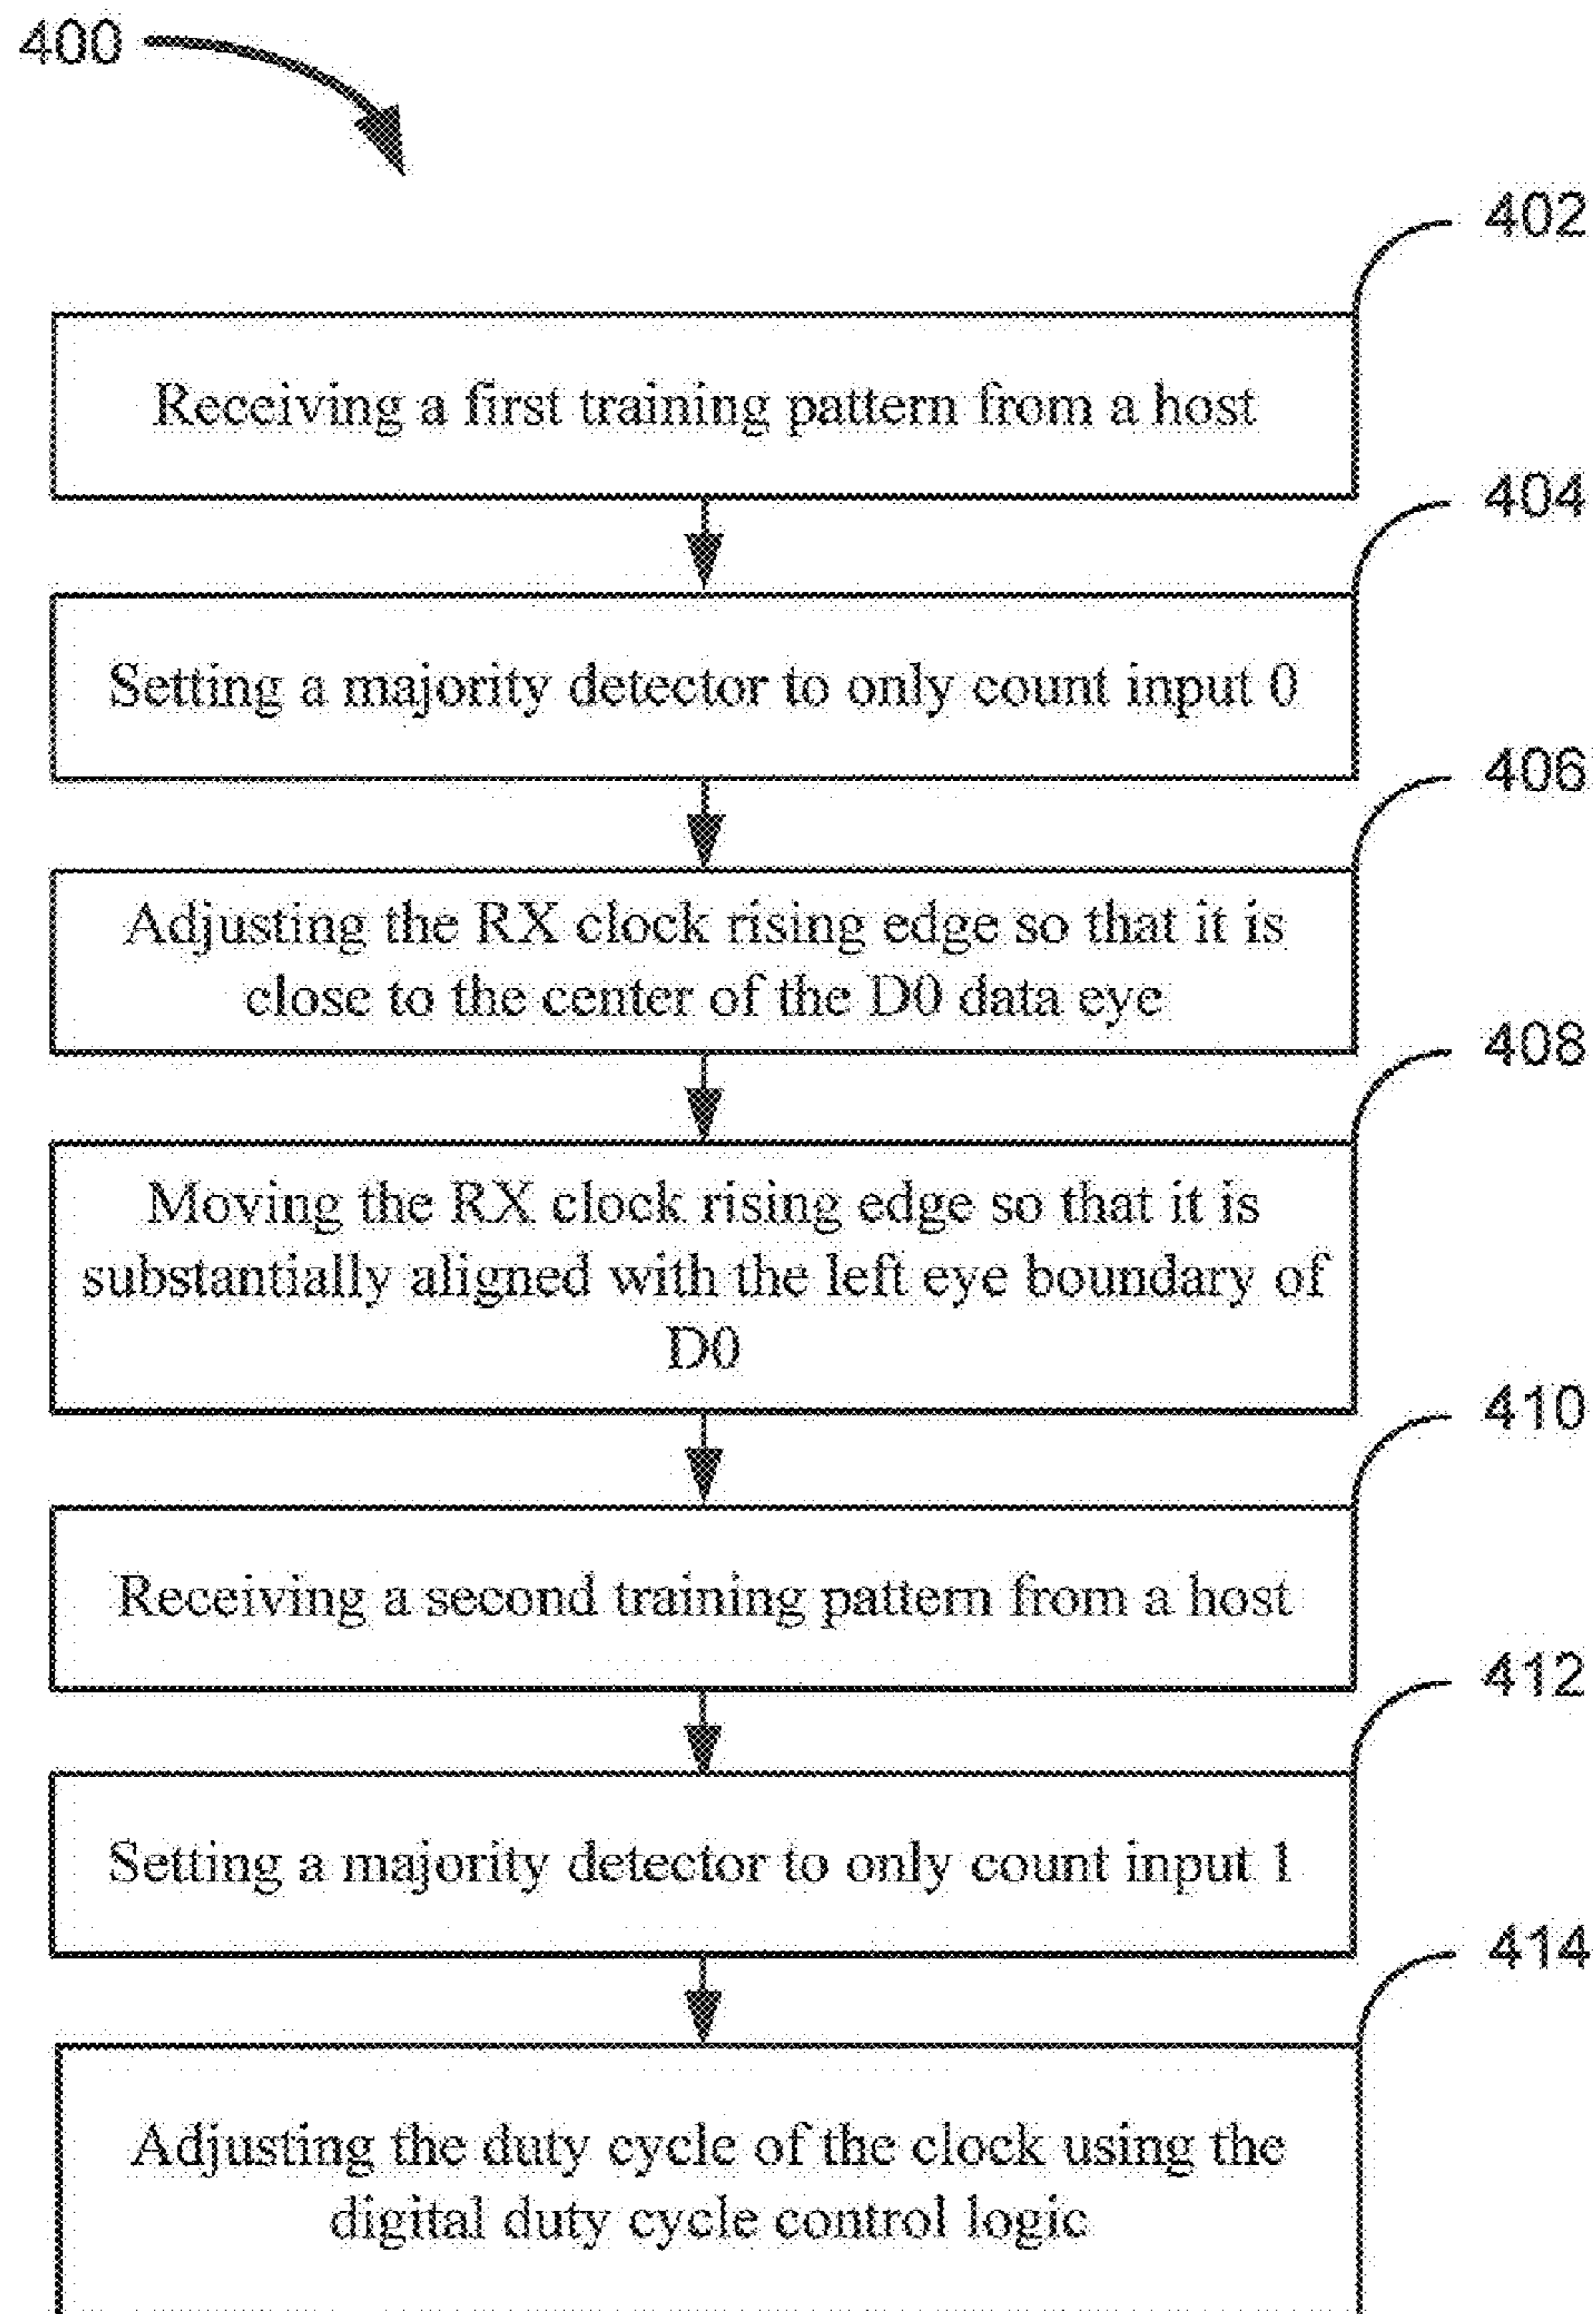 400
402
Receiving a first training pattern from a host
404
Setting a majority detector to only count input 0
406
Adjusting the RX clock rising edge so that it is
close to the center of the D0 data eye
408
Moving the RX clock rising edge so that it is
substantially aligned with the left eye boundary of
D0
410
Receiving a second training pattern from a host
412
Setting a majority detector to only count input 1
414
Adjusting the duty cycle of the clock using the
digital duty cycle control logic